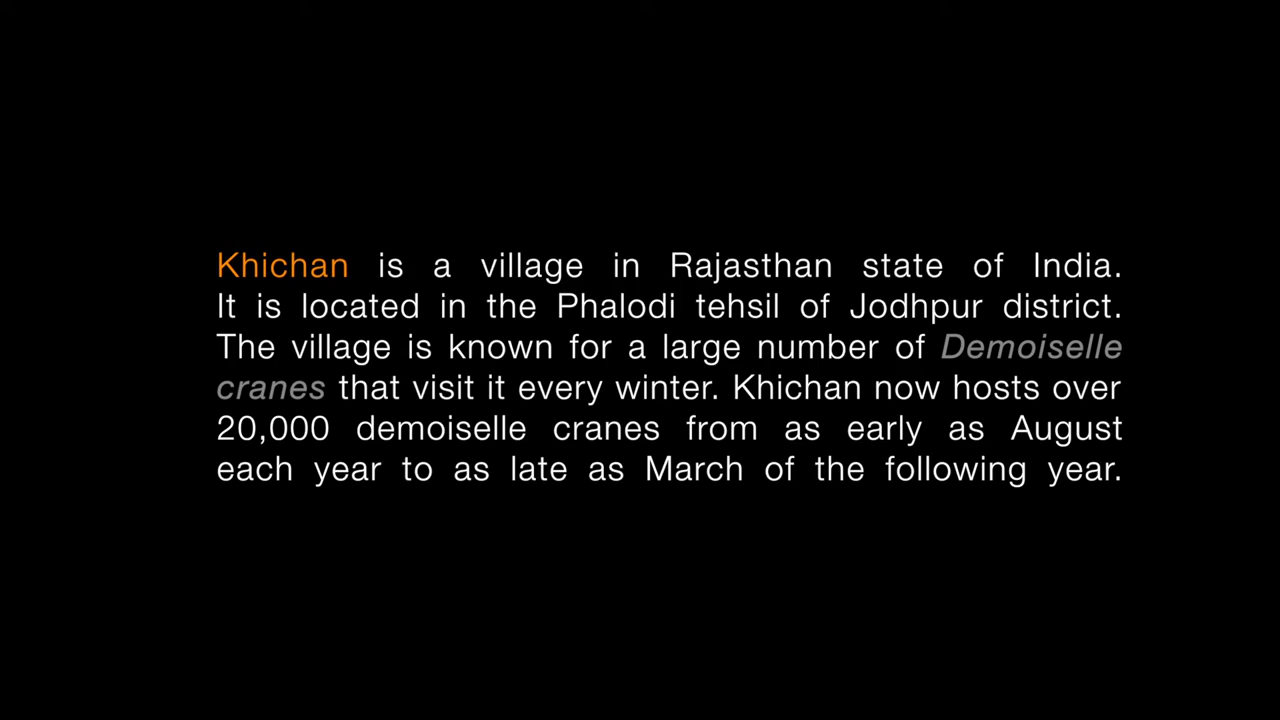 Khichan is a village in Rajasthan state of India.
It is located in the Phalodi tehsil of Jodhpur district.
The village is known for a large number of Demoiselle
cranes that visit it every winter. Khichan now hosts over
20,000 demoiselle cranes from as early as August
each year to as late as March of the following year.